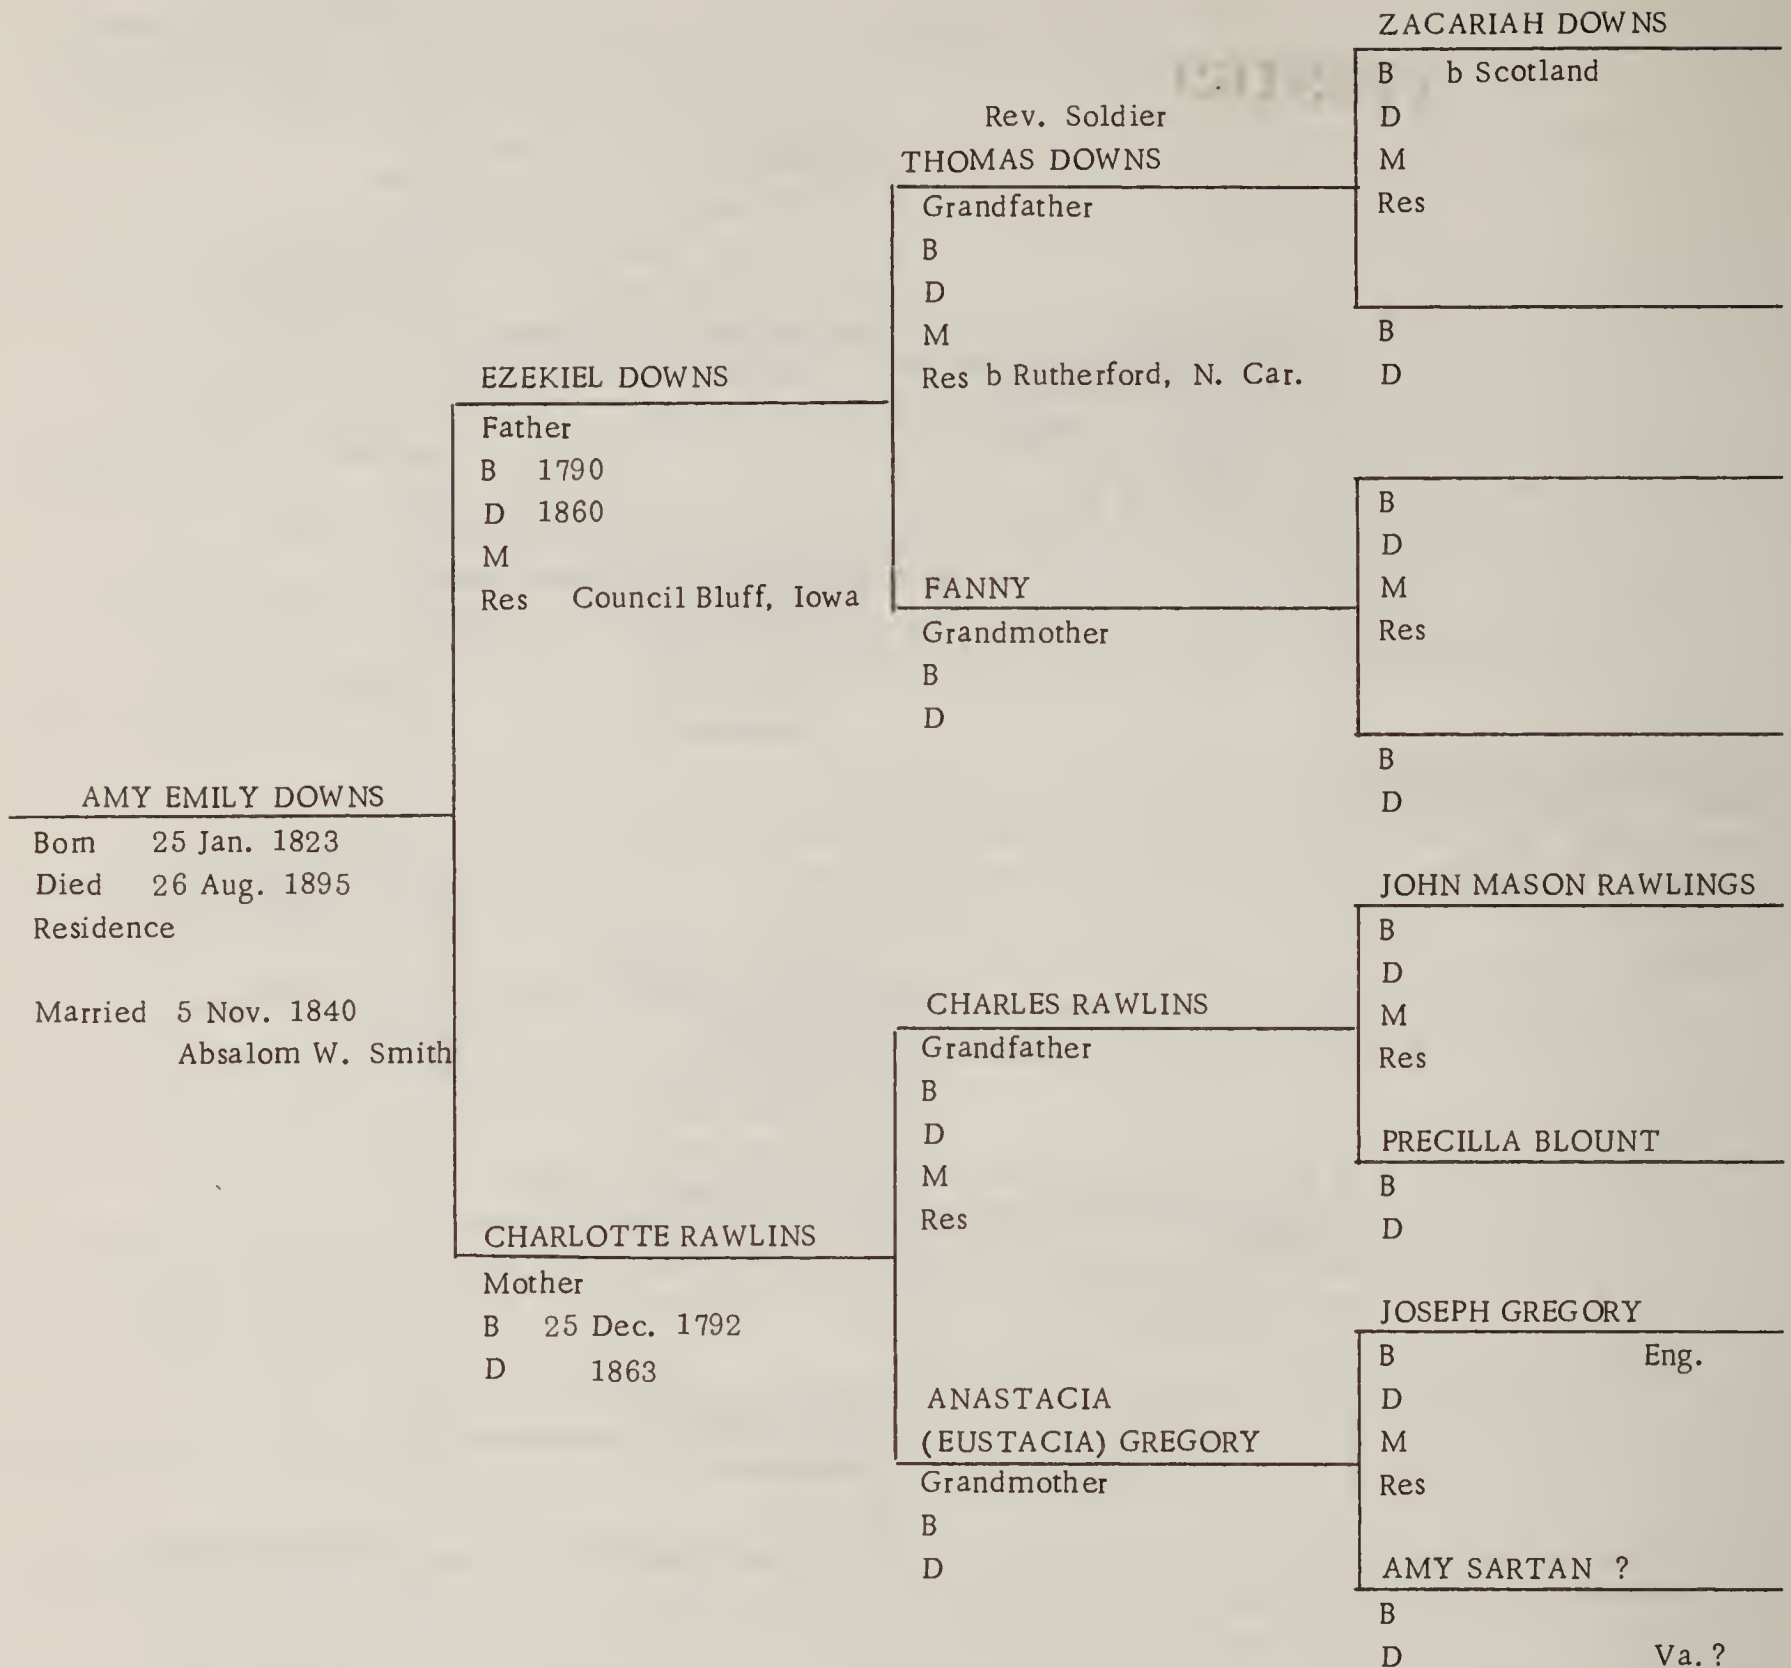 ZACARIAH DOWNS
B b Scotland
D
M
Res
B
D
Rev. Soldier
THOMAS DOWNS
Grandfather
B
D
M
Res b Rutherford, N. Car.
EZEKIEL DOWNS
Father
B 1790
D 1860
M
Res Council Bluff, Iowa
B
D
M
Res
B
D
FANNY
Grandmother
B
D
AMY EMILY DOWNS
Born 25 Jan. 1823
Died 26 Aug. 1895
Residence
Married 5 Nov. 1840
Absalom W. Smith
JOHN MASON RAWLINGS
B
D
M
Res
PRECILLA BLOUNT
B
D
CHARLES RAWLINS
Grandfather
B
D
M
Res
CHARLOTTE RAWLINS
Mother
B 25 Dec. 1792
D 1863
JOSEPH GREGORY
B Eng.
D
M
Res
AMY SARTAN ?
B
D Va. ?
ANASTACIA
(EUSTACIA) GREGORY
Grandmother
B
D